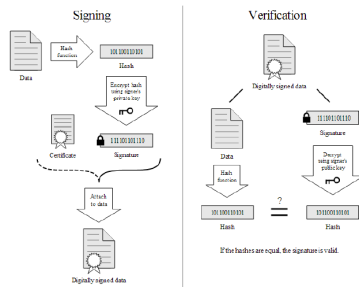 Signing
Hash
function
101100110101
Data
Hash
Encrypt hash
using signer's
private key
111101101110
Certificate
Signature
Attach
to data
Digitally signed data
Verification
Digitally signed data
111101101110
Signature
Data
Hash
function
Decrypt
using signer's
public key
?
=
101100110101
101100110101
Hash
Hash
If the hashes are equal, the signature is valid.